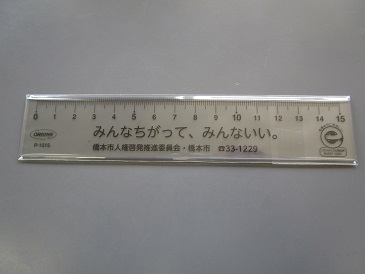 0 1 2 3 4 5 6 7 8 9 10 11 12 13 14 15
みんなちがって、みんないい。
P-1515
橋本市人権啓発推進委員会・橋本市 ☎33-1229